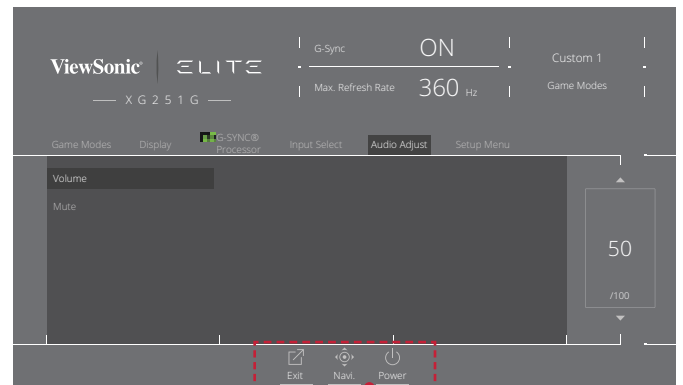 ViewSonic® ELITE
XG251G
G-Sync ON
Max. Refresh Rate 360 Hz
Custom 1
Game Modes
Game Modes Display G-SYNC® Processor Input Select Audio Adjust Setup Menu
Volume
Mute
50
/100
Exit Navi. Power